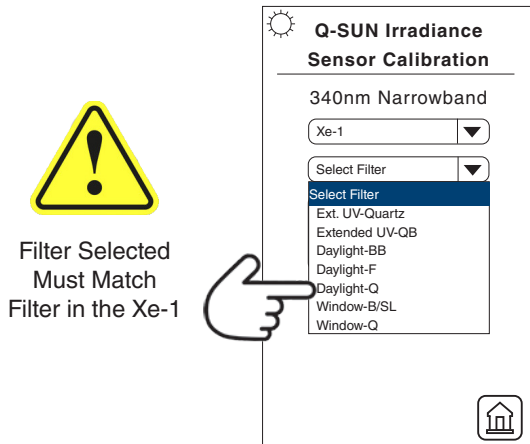 Q-SUN Irradiance
Sensor Calibration
340nm Narrowband
Xe-1
Select Filter
Select Filter
Ext. UV-Quartz
Extended UV-QB
Daylight-BB
Daylight-F
Daylight-Q
Window-B/SL
Window-Q
Filter Selected
Must Match
Filter in the Xe-1